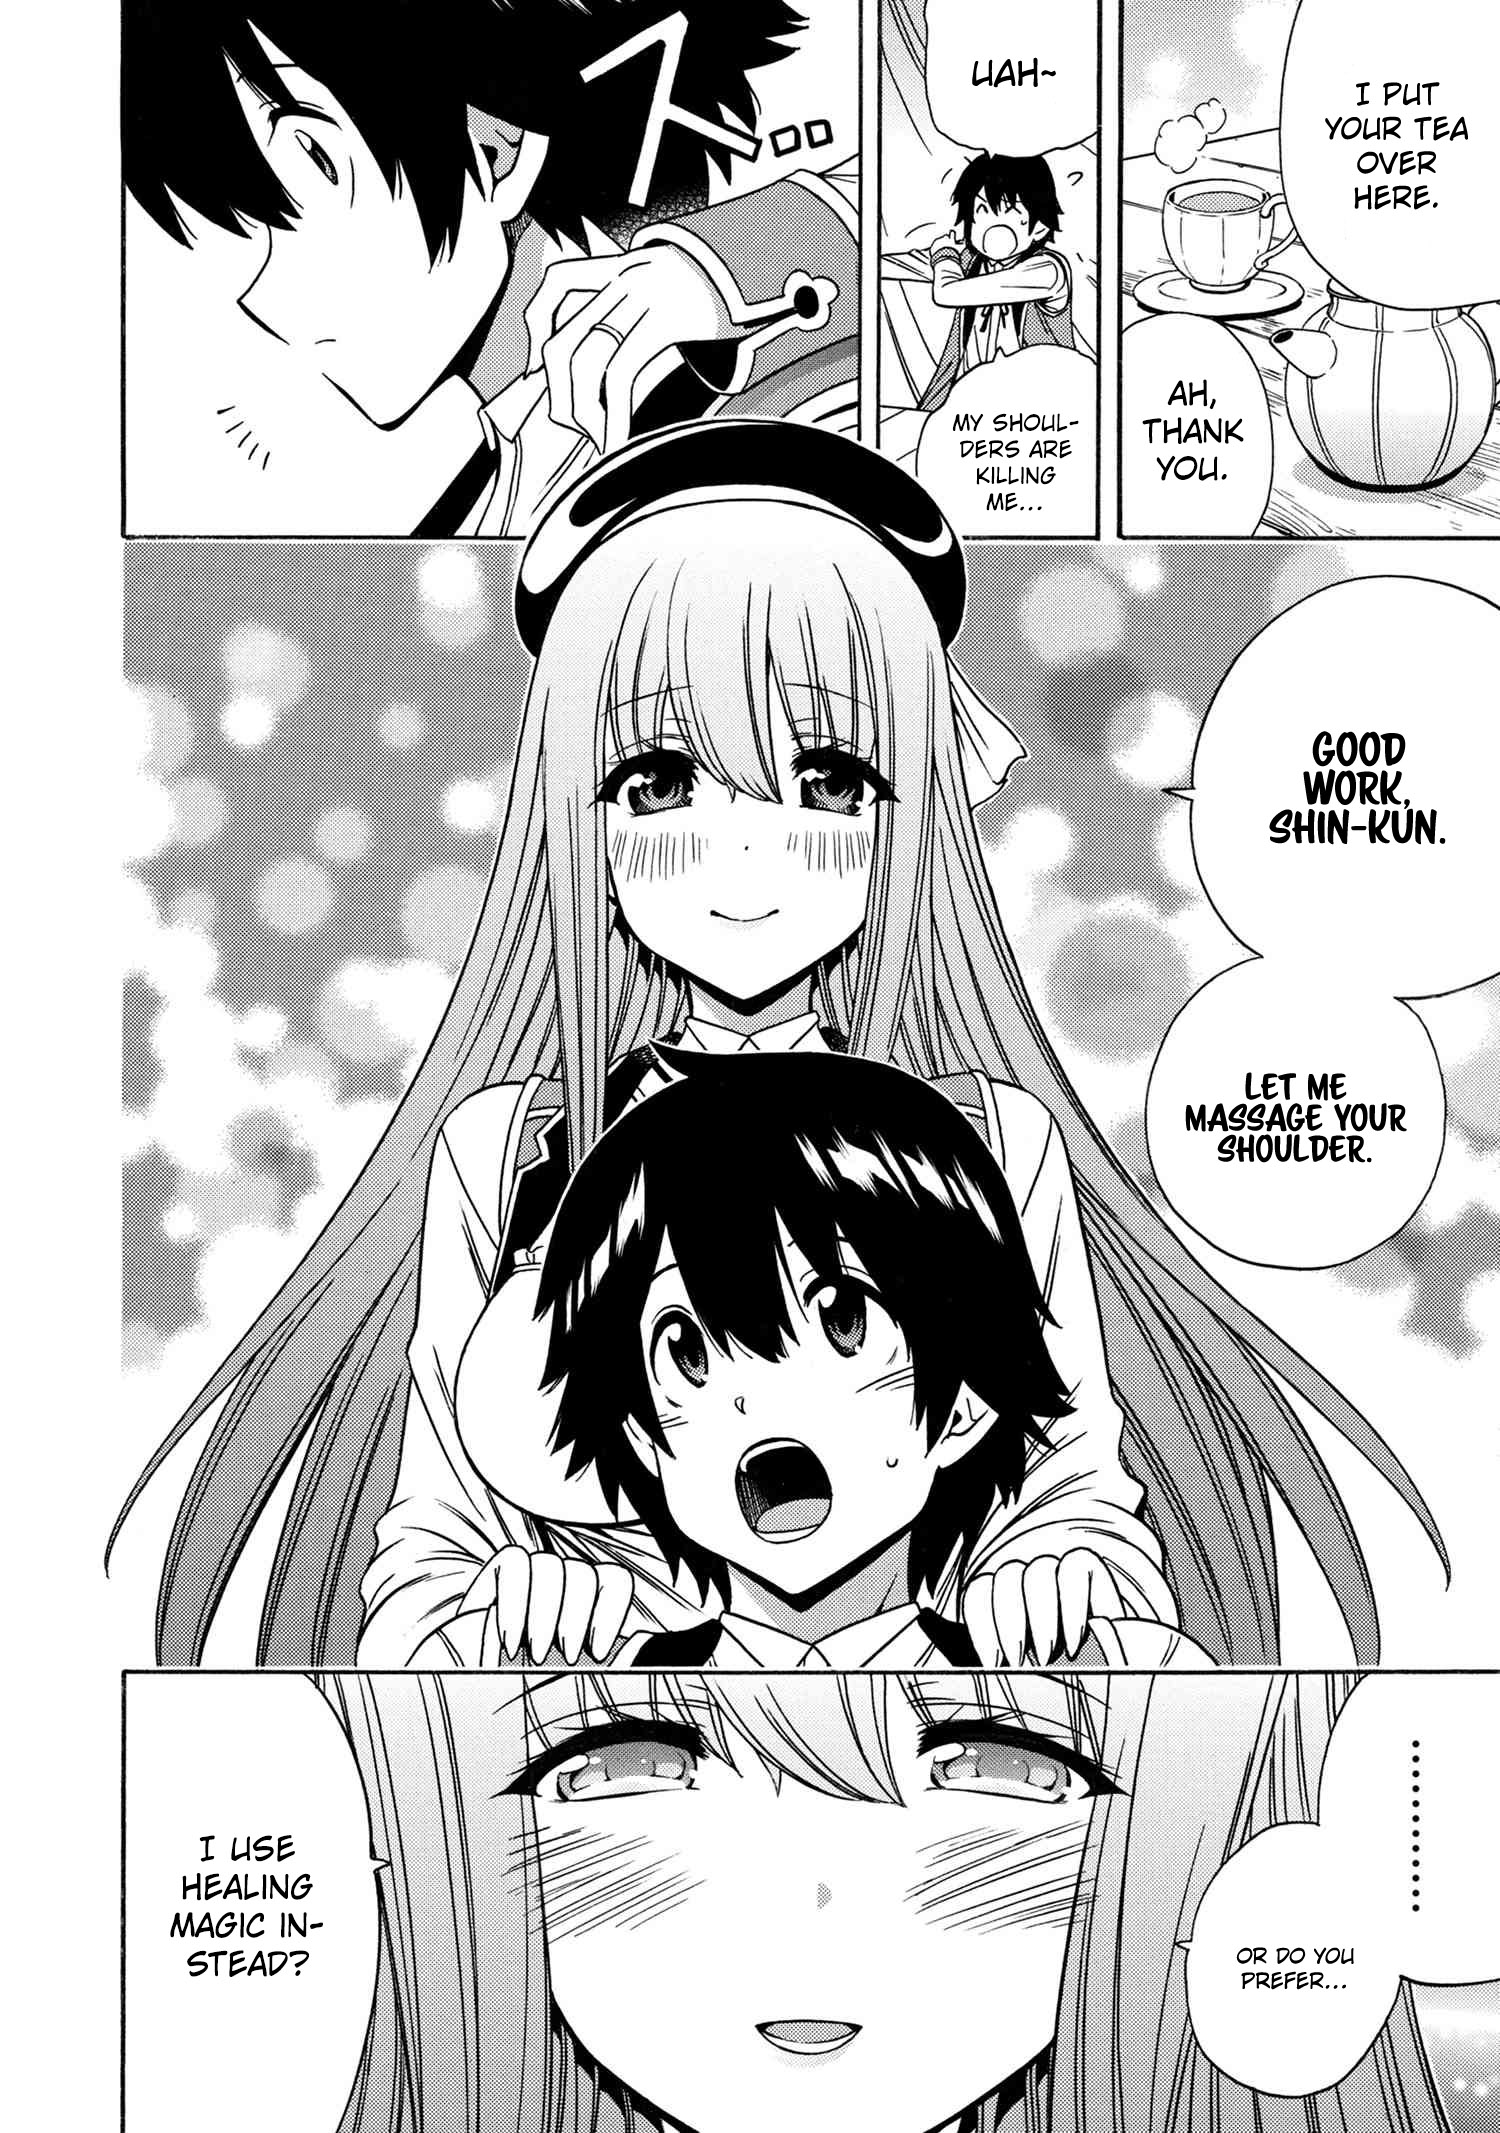 I PUT
YOUR TEA
OVER
HERE.
AH,
THANK
YOU.
UAH~
MY SHOUL-
DERS ARE
KILLING
ME...
ス...
GOOD
WORK,
SHIN-KUN.
LET ME
MASSAGE YOUR
SHOULDER.
..............
OR DO YOU
PREFER...
I USE
HEALING
MAGIC IN-
STEAD?